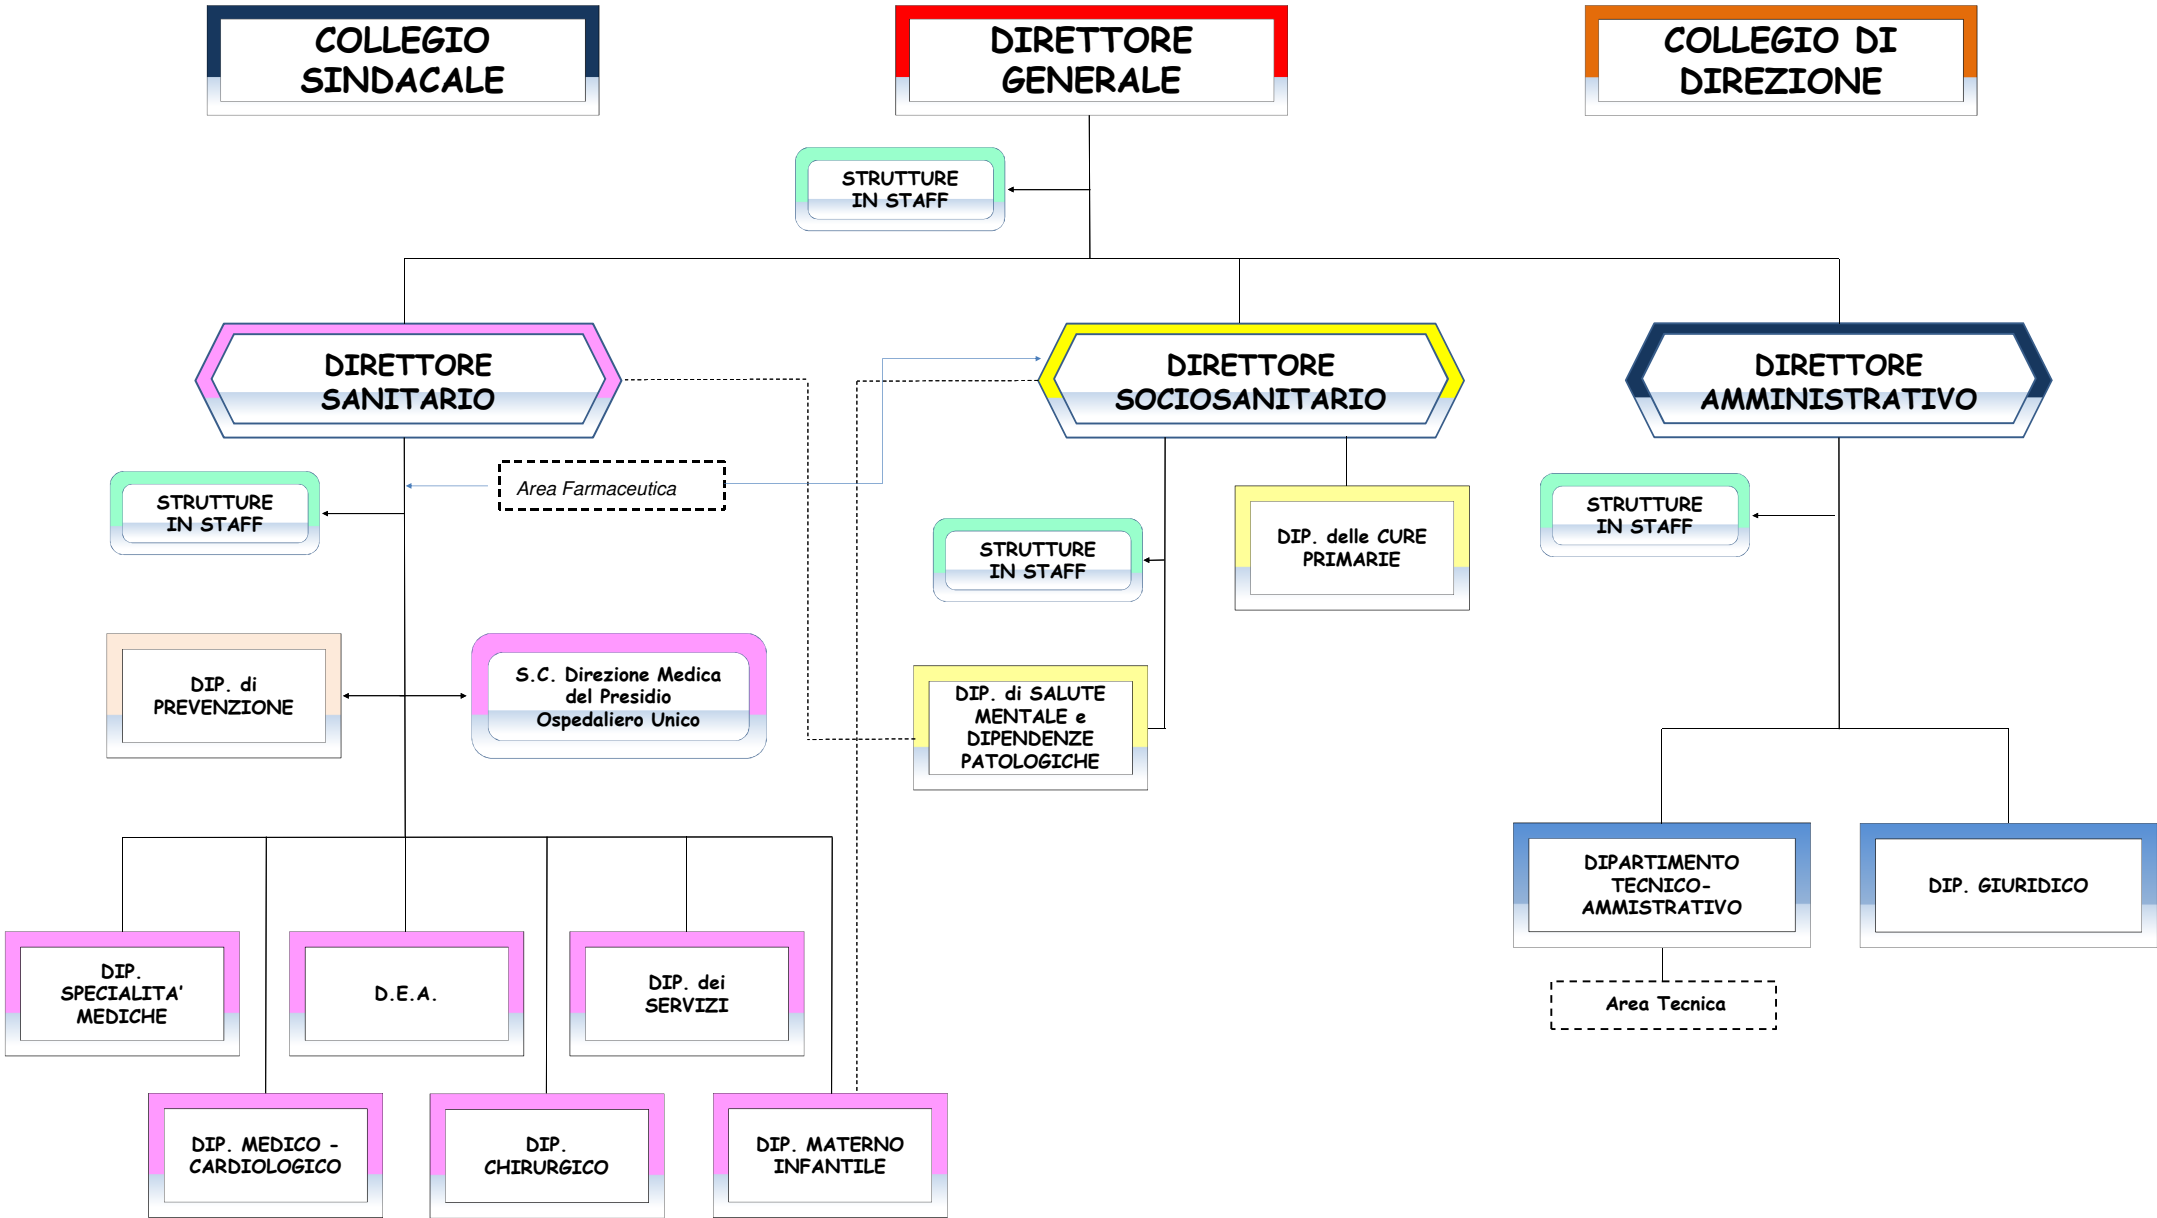 COLLEGIO
SINDACALE
DIRETTORE
GENERALE
COLLEGIO DI
DIREZIONE
STRUTTURE
IN STAFF
DIRETTORE
SANITARIO
DIRETTORE
SOCIOSANITARIO
DIRETTORE
AMMINISTRATIVO
STRUTTURE
IN STAFF
Area Farmaceutica
STRUTTURE
IN STAFF
DIP. delle CURE
PRIMARIE
STRUTTURE
IN STAFF
DIP. di
PREVENZIONE
S.C. Direzione Medica
del Presidio
Ospedaliero Unico
DIP. di SALUTE
MENTALE e
DIPENDENZE
PATOLOGICHE
DIPARTIMENTO
TECNICO-
AMMISTRATIVO
DIP. GIURIDICO
Area Tecnica
DIP.
SPECIALITA'
MEDICHE
D.E.A.
DIP. dei
SERVIZI
DIP. MEDICO -
CARDIOLOGICO
DIP.
CHIRURGICO
DIP. MATERNO
INFANTILE